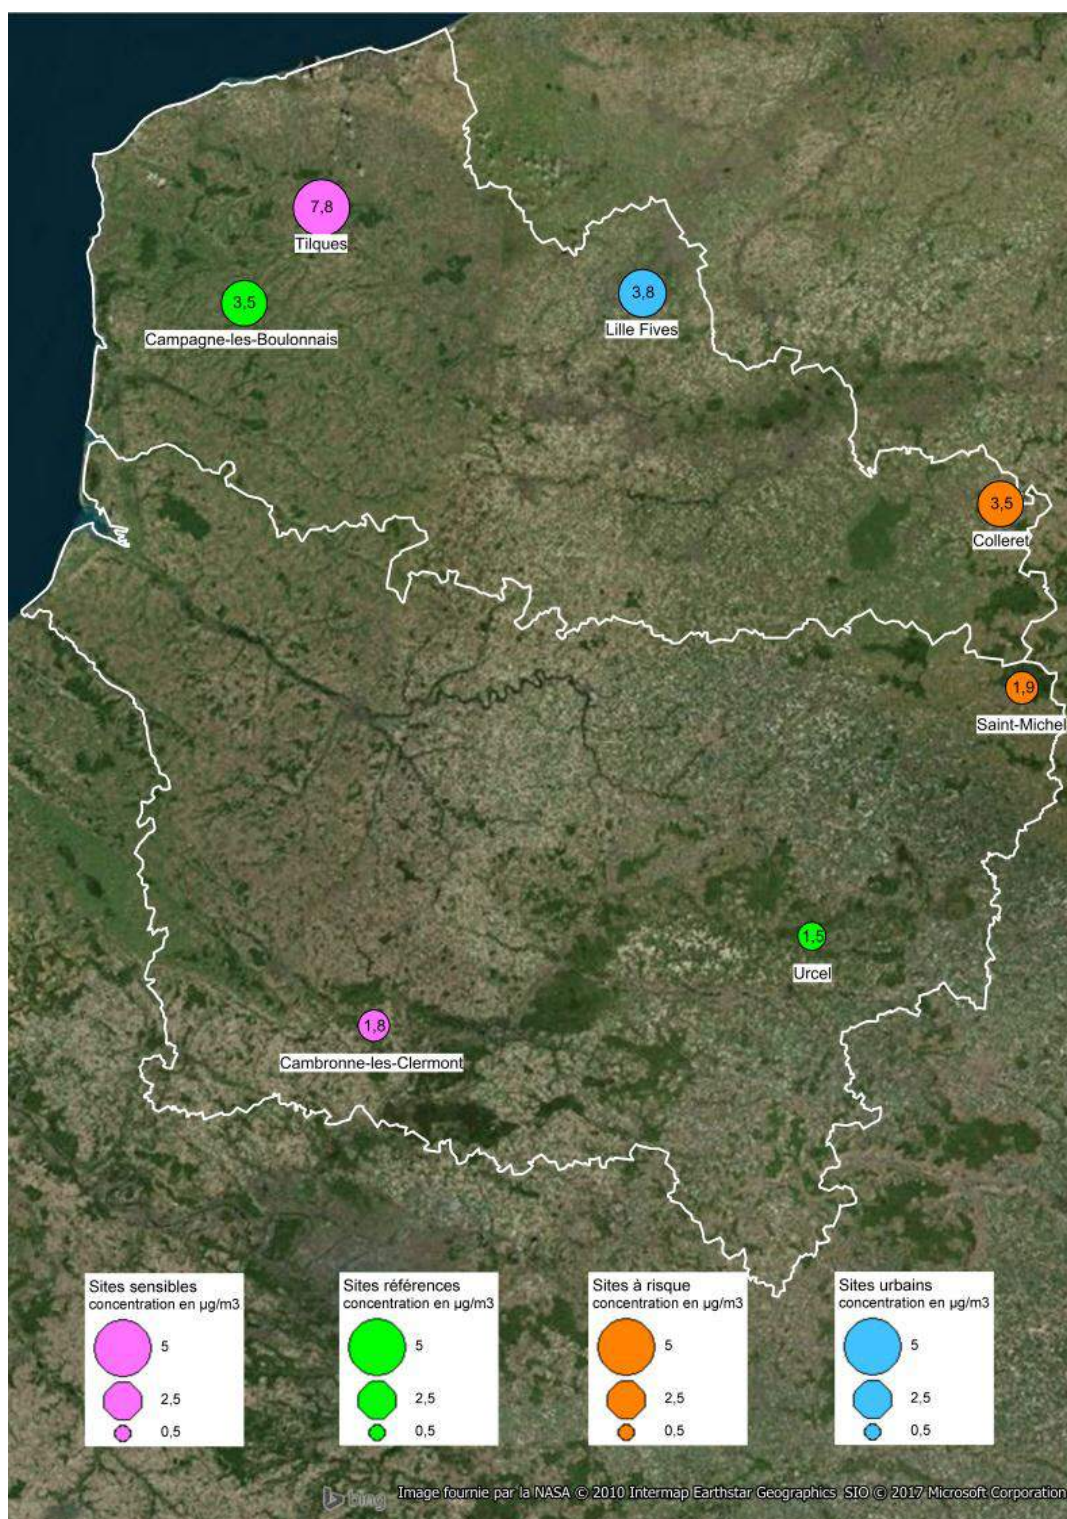 7,8
Tilques
3,5
Campagne-les-Boulonnais
3,8
Lille Fives
3,5
Colleret
1,9
Saint-Michel
1,5
Urcel
1,8
Cambronne-les-Clermont
Sites sensibles
concentration en µg/m3
5
2,5
0,5
Sites références
concentration en µg/m3
5
2,5
0,5
Sites à risque
concentration en µg/m3
5
2,5
0,5
Sites urbains
concentration en µg/m3
5
2,5
0,5
bing
Image fournie par la NASA © 2010 Intermap Earthstar Geographics SIO © 2017 Microsoft Corporation